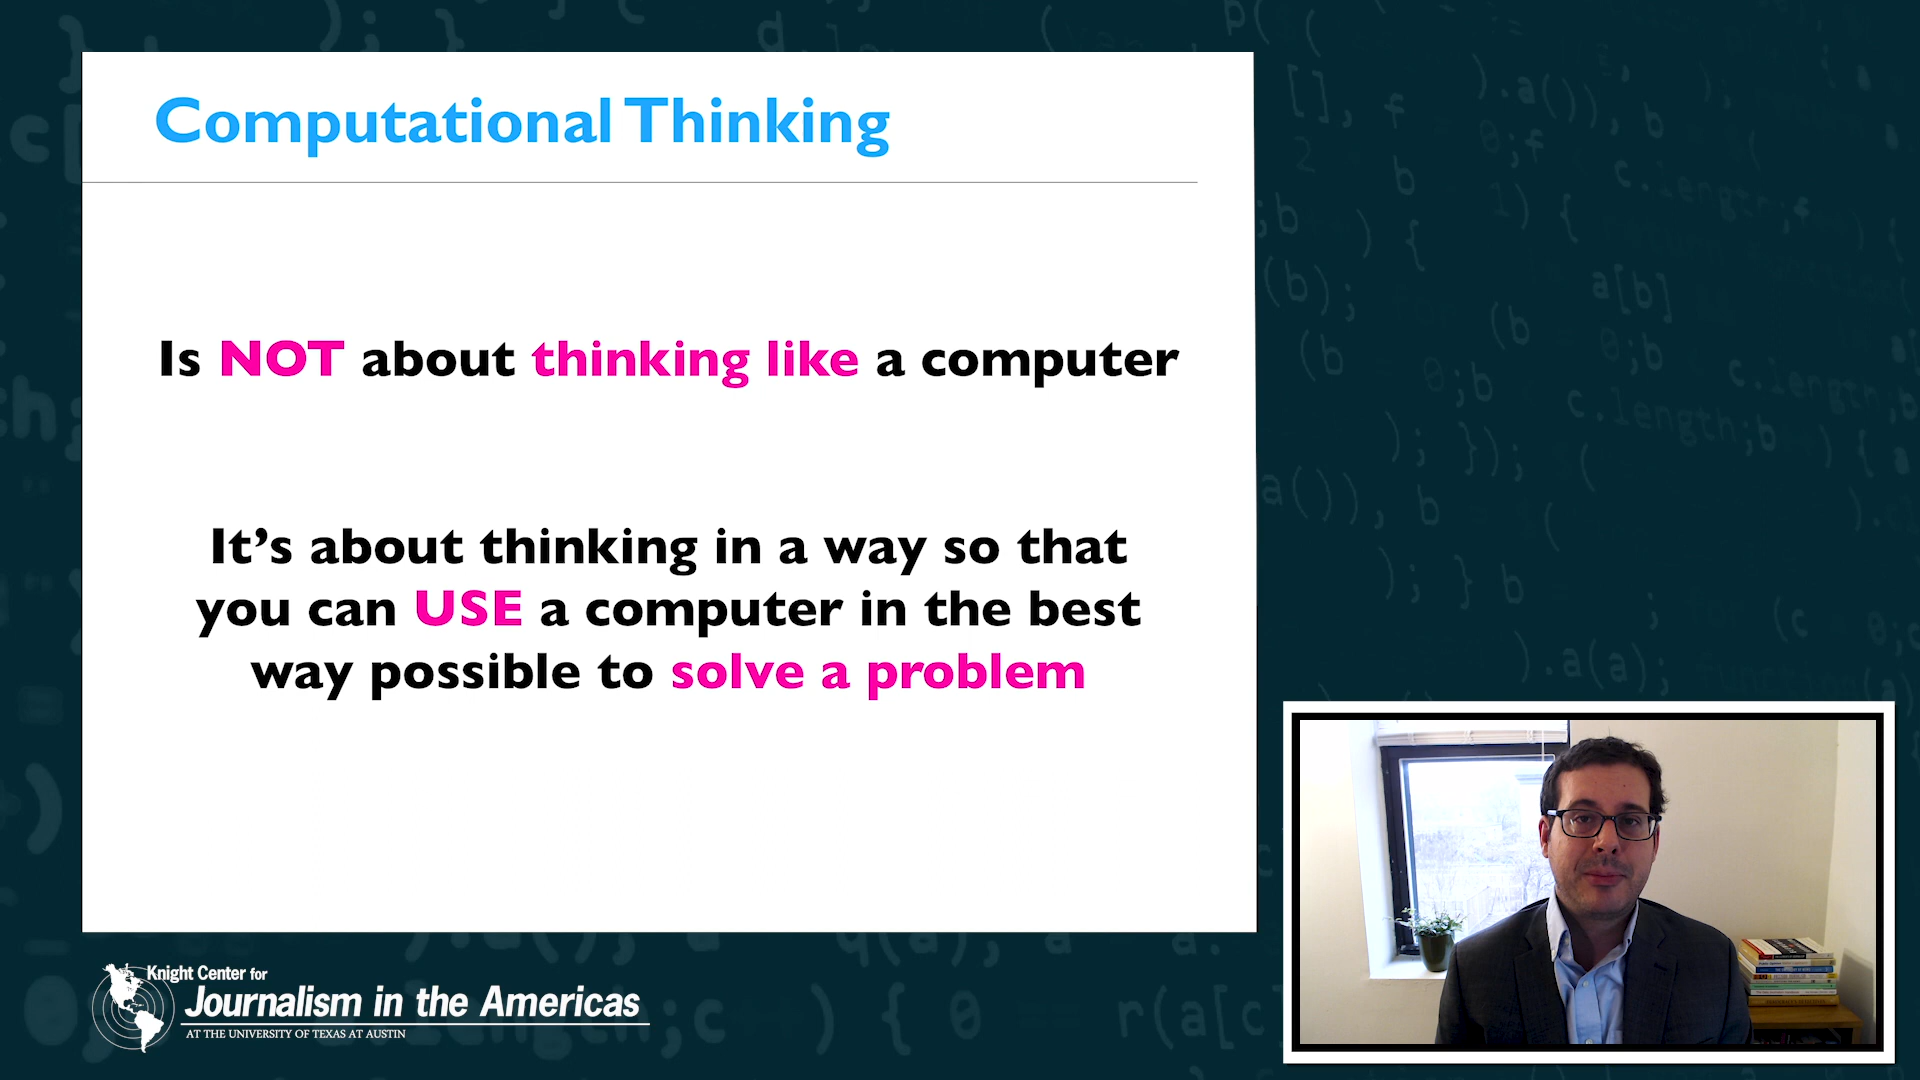 Computational Thinking
Is NOT about thinking like a computer
It’s about thinking in a way so that
you can USE a computer in the best
way possible to solve a problem
Knight Center for
Journalism in the Americas
AT THE UNIVERSITY OF TEXAS AT AUSTIN